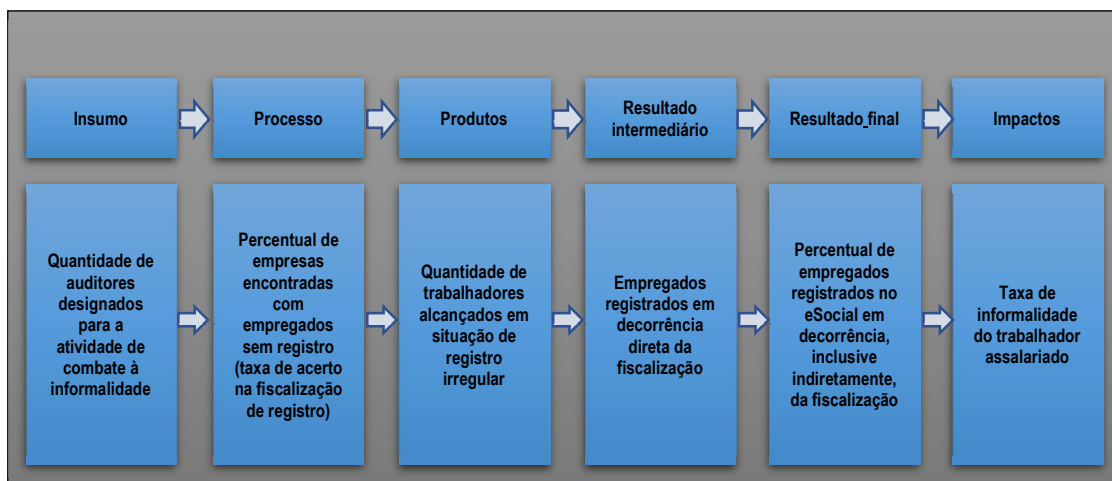 Insumo
Processo
Produtos
Resultado
intermediário
Resultado_final
Impactos
Quantidade de
auditores
designados
para a
atividade de
combate à
informalidade
Percentual de
empresas
encontradas
com
empregados
sem registro
(taxa de acerto
na fiscalização
de registro)
Quantidade de
trabalhadores
alcançados em
situação de
registro
irregular
Empregados
registrados em
decorrência
direta da
fiscalização
Percentual de
empregados
registrados no
eSocial em
decorrência,
inclusive
indiretamente,
da fiscalização
Taxa de
informalidade
do trabalhador
assalariado